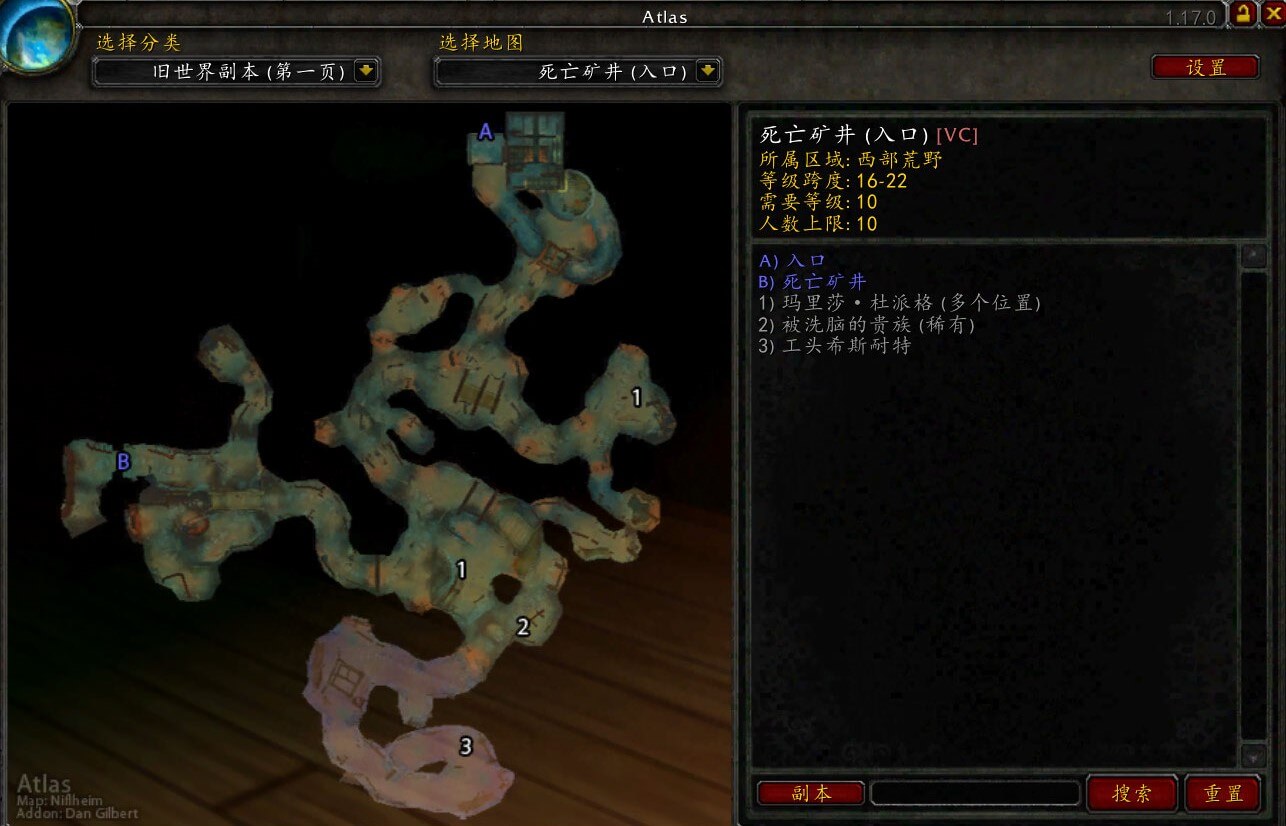 Atlas
1.17.0
选择分类
选择地图
旧世界副本 (第一页)
死亡矿井 (入口)
设置
死亡矿井 (入口) [VC]
所属区域: 西部荒野
等级跨度: 16-22
需要等级: 10
人数上限: 10
A) 入口
B) 死亡矿井
1) 玛里莎·杜派格 (多个位置)
2) 被洗脑的贵族 (稀有)
3) 工头希斯耐特
A
1
B
1
2
3
Atlas
Map: Niflheim
Addon: Dan Gilbert
副本
搜索
重置